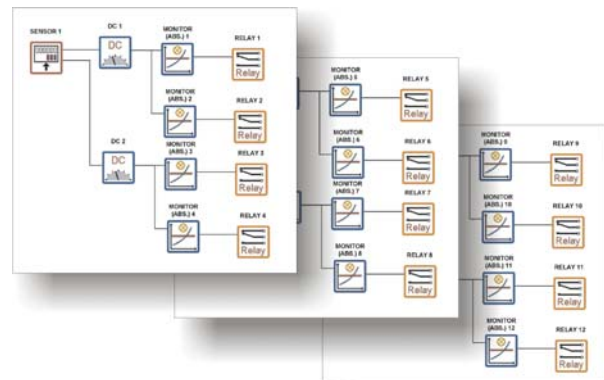 SENSOR 1
DC 1
DC
MONITOR
(ABS.) 1
RELAY 1
Relay
MONITOR
(ABS.) 2
RELAY 2
Relay
DC 2
DC
MONITOR
(ABS.) 3
RELAY 3
Relay
MONITOR
(ABS.) 4
RELAY 4
Relay
MONITOR
(ABS.) 5
RELAY 5
Relay
MONITOR
(ABS.) 6
RELAY 6
Relay
MONITOR
(ABS.) 7
RELAY 7
Relay
MONITOR
(ABS.) 8
RELAY 8
Relay
MONITOR
(ABS.) 9
RELAY 9
Relay
MONITOR
(ABS.) 10
RELAY 10
Relay
MONITOR
(ABS.) 11
RELAY 11
Relay
MONITOR
(ABS.) 12
RELAY 12
Relay